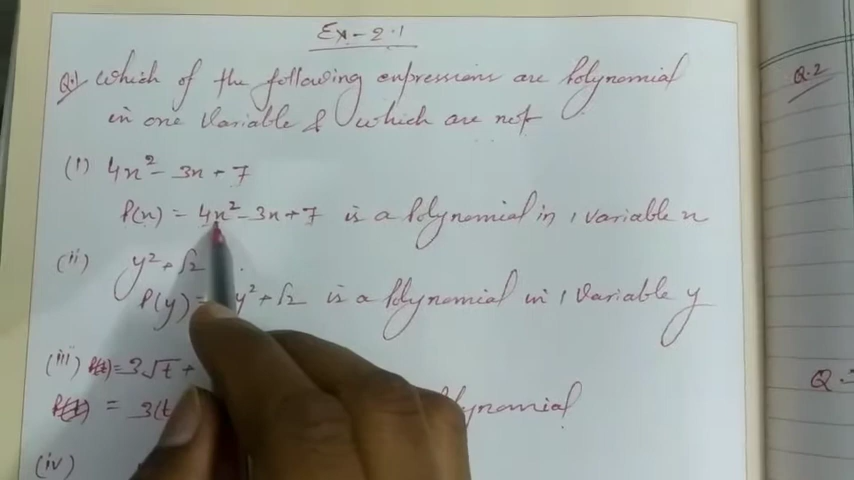 Ex-2.1
Q.1 Which of the following expressions are Polynomial
in one Variable & which are not
(i) 4x² - 3x + 7
P(x) = 4x² - 3x + 7 is a Polynomial in 1 variable x
(ii) y² + √2
P(y) = y² + √2 is a Polynomial in 1 Variable y
(iii) P(t) = 3√t +
P(t) = 3(t Polynomial
(iv)
Q.2
Q.3